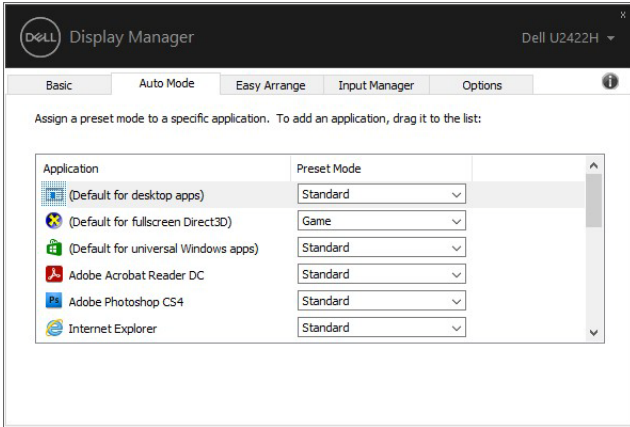 DELL Display Manager
x
Dell U2422H
Basic Auto Mode Easy Arrange Input Manager Options
Assign a preset mode to a specific application. To add an application, drag it to the list:
Application Preset Mode
(Default for desktop apps) Standard
(Default for fullscreen Direct3D) Game
(Default for universal Windows apps) Standard
Adobe Acrobat Reader DC Standard
Ps Adobe Photoshop CS4 Standard
Internet Explorer Standard